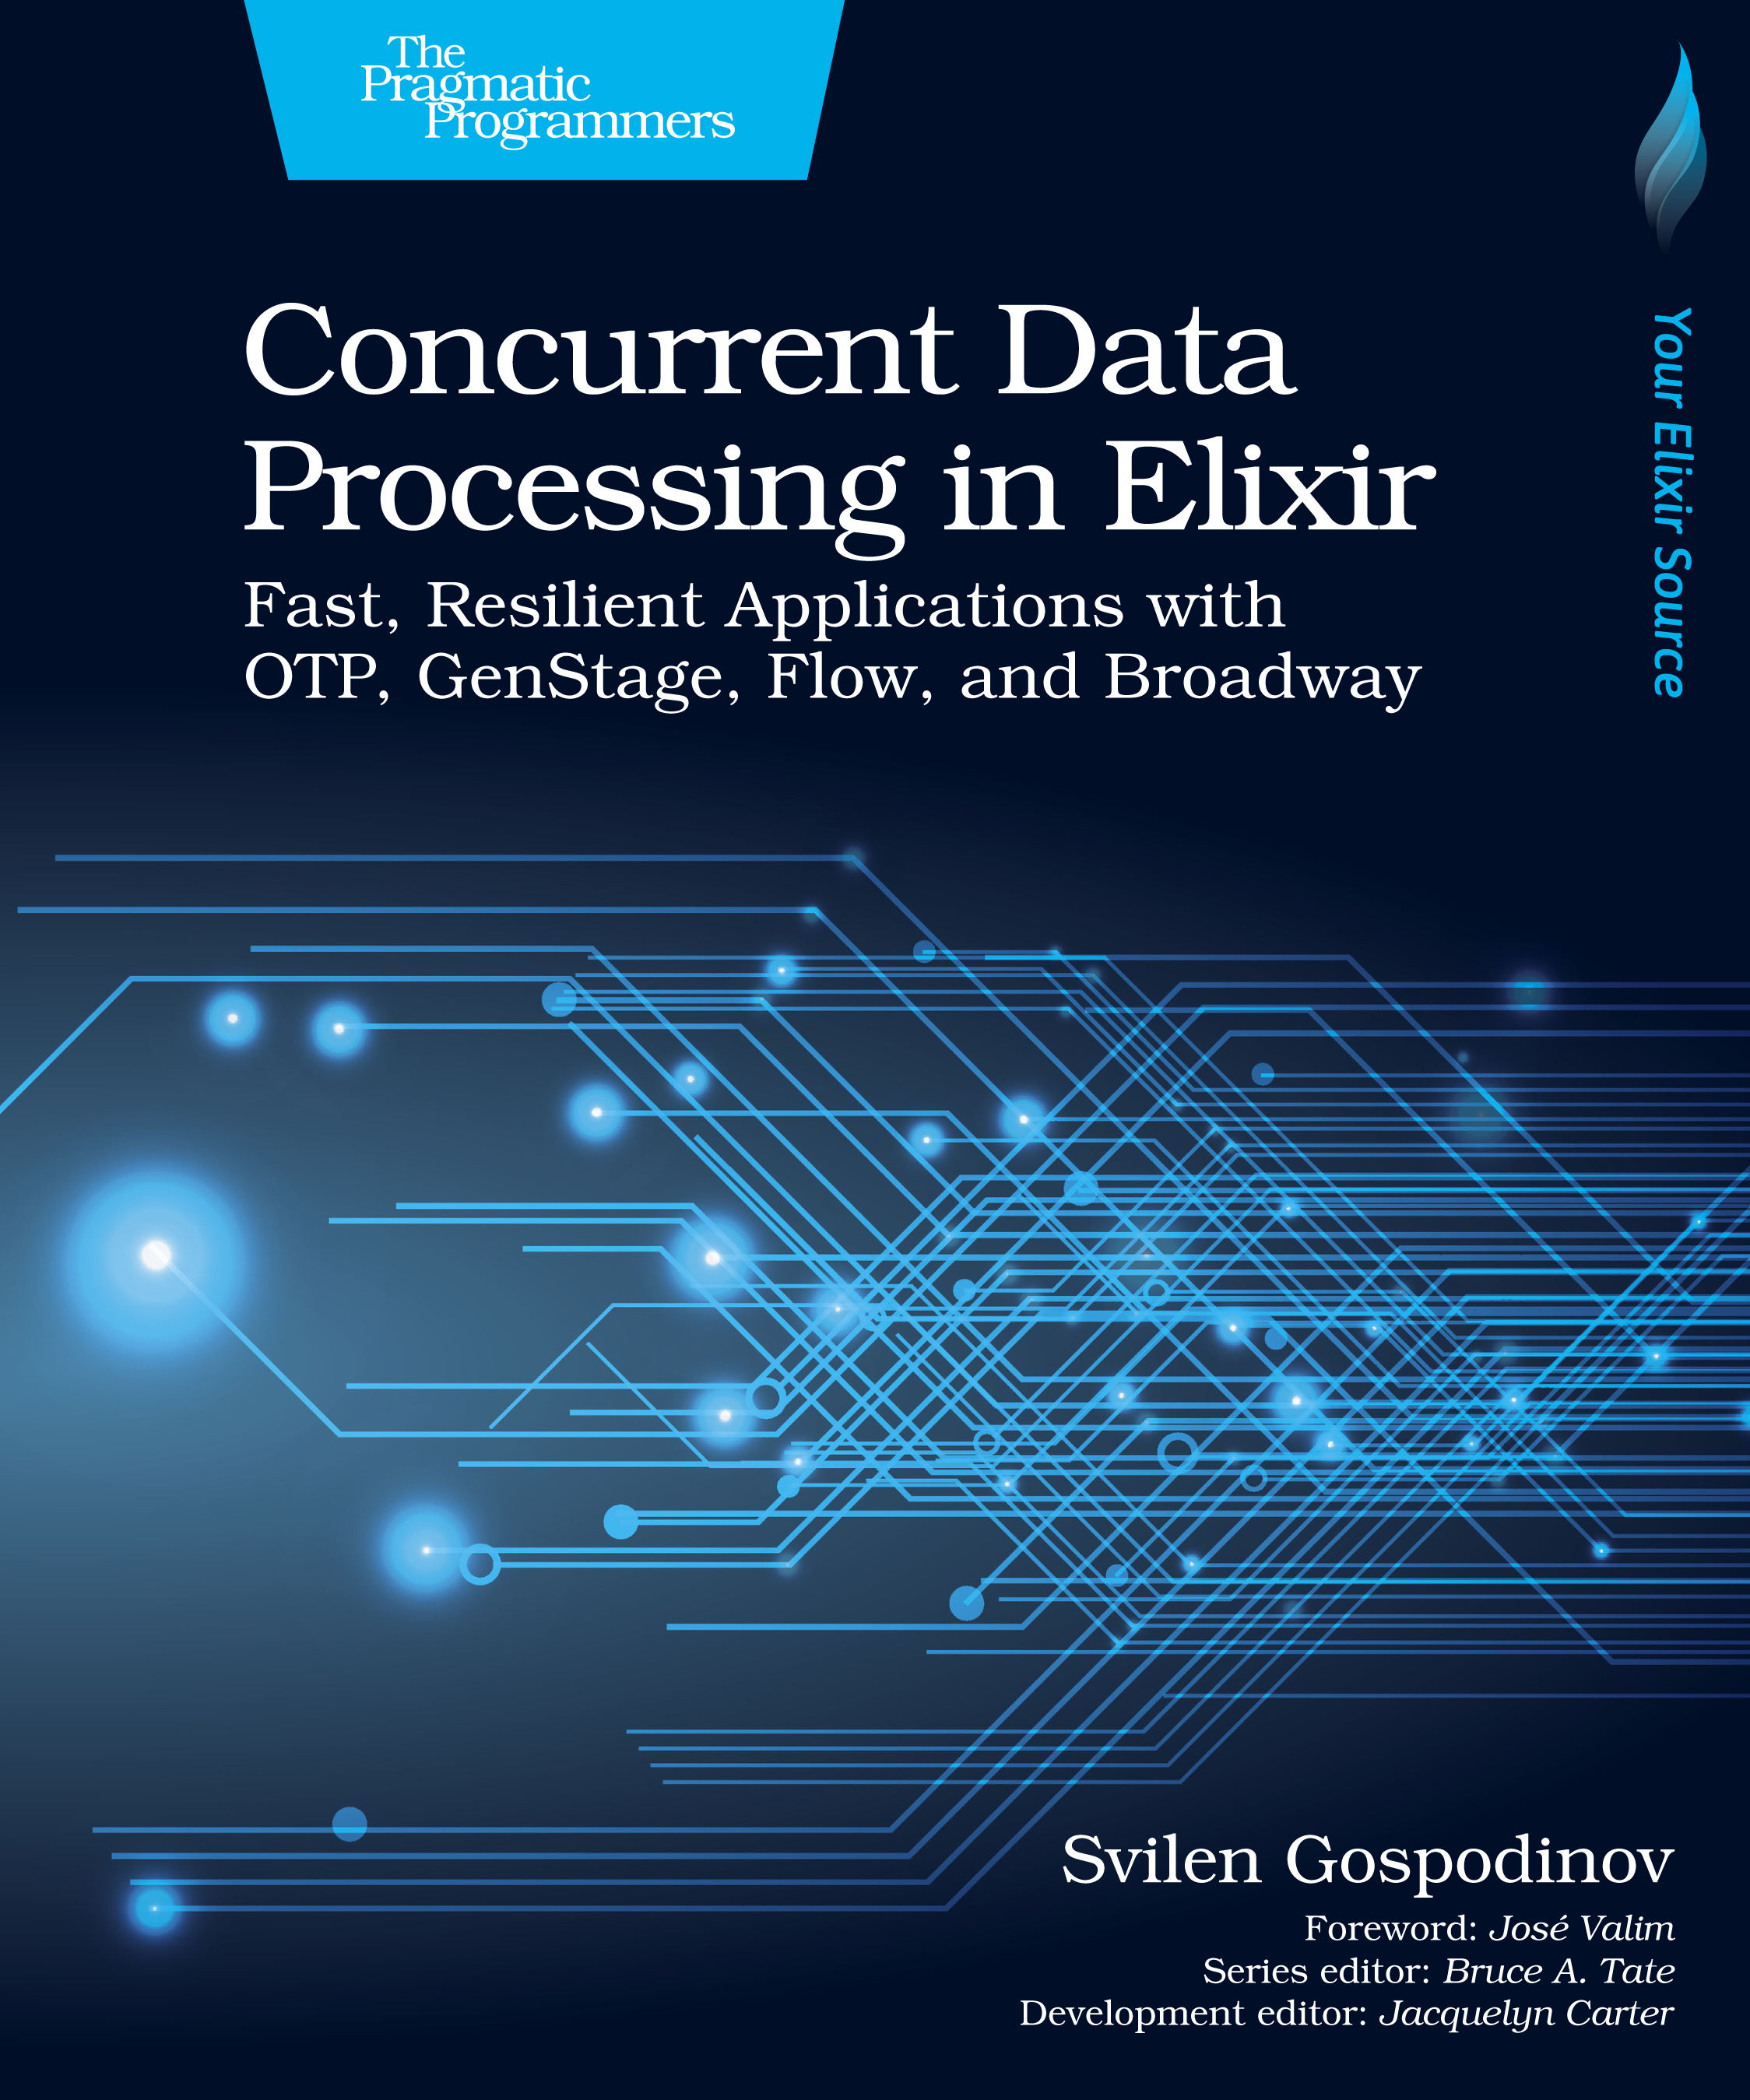 The
Pragmatic
Programmers
Concurrent Data
Processing in Elixir
Fast, Resilient Applications with
OTP, GenStage, Flow, and Broadway
Your Elixir Source
Svilen Gospodinov
Foreword: José Valim
Series editor: Bruce A. Tate
Development editor: Jacquelyn Carter